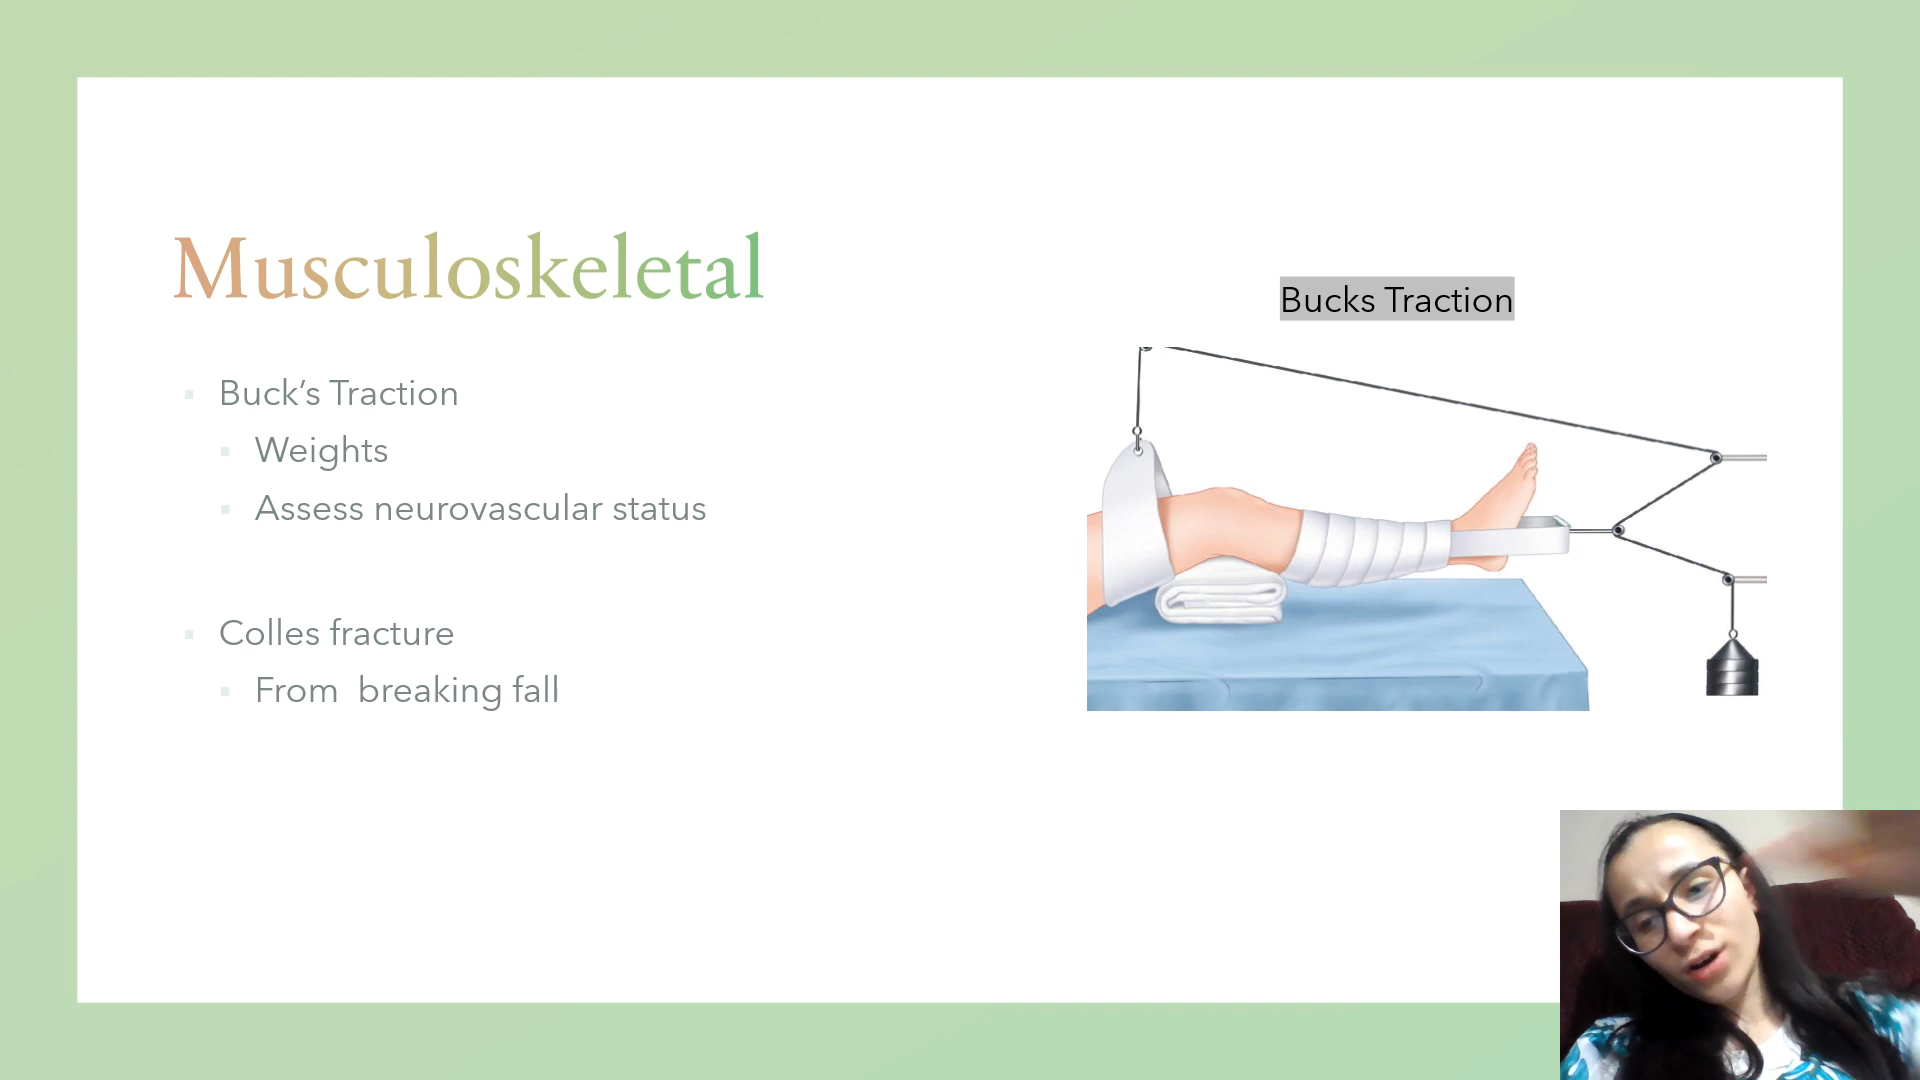 Musculoskeletal
Buck’s Traction
Weights
Assess neurovascular status
Colles fracture
From  breaking fall
Bucks Traction